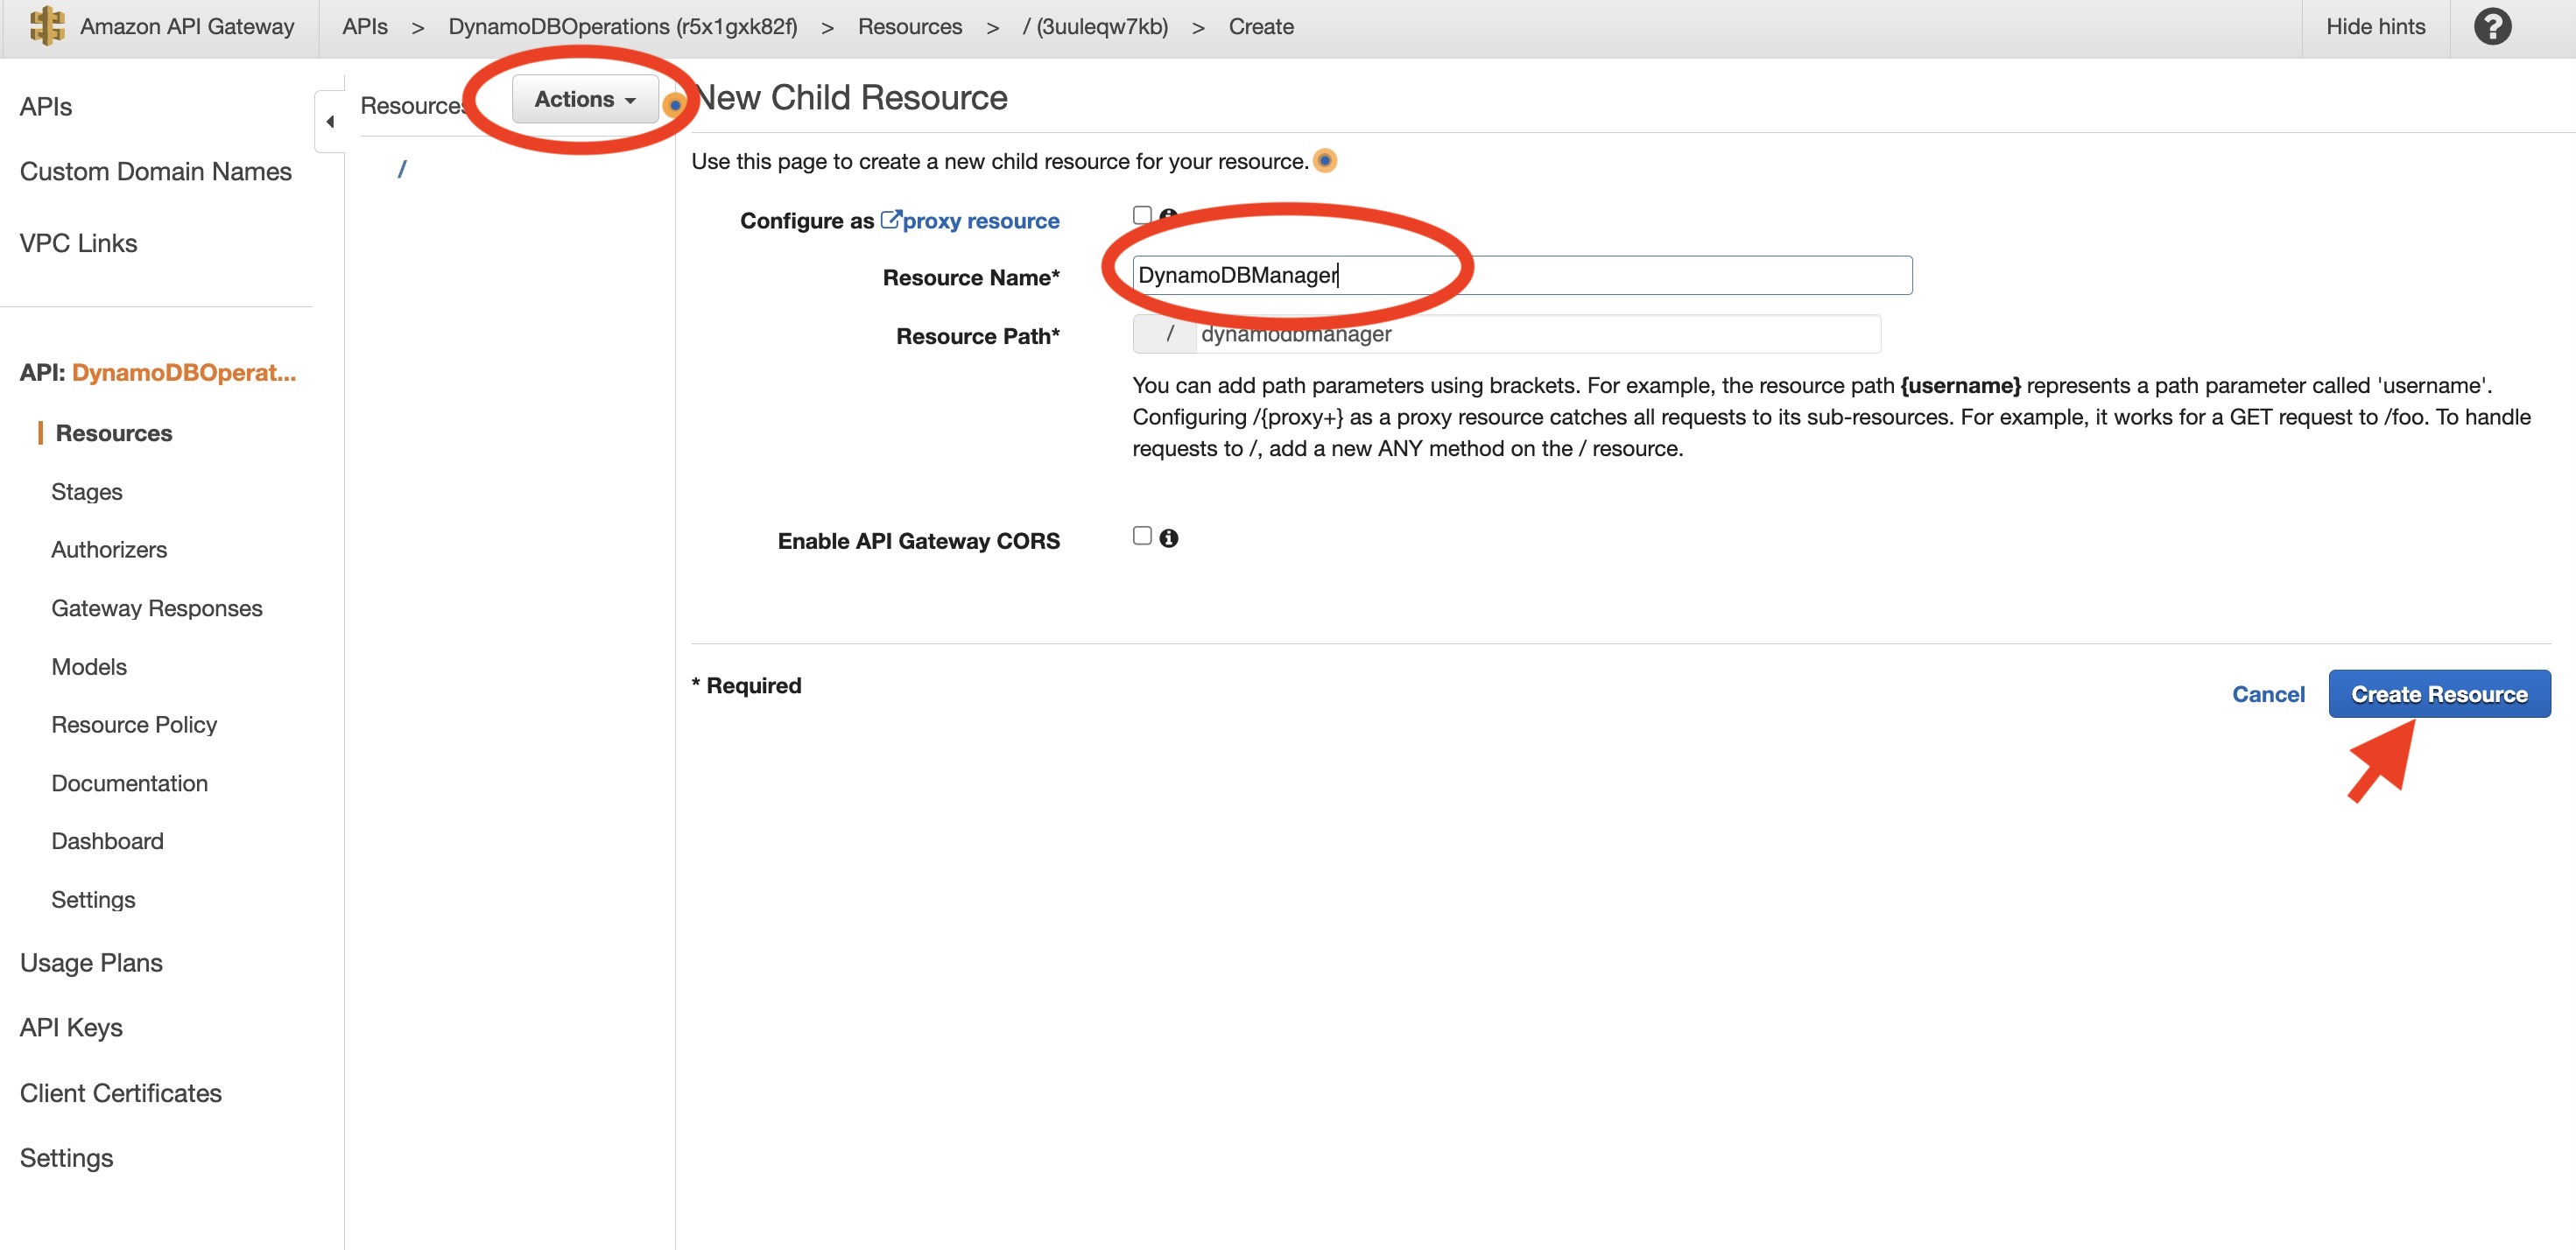 Amazon API Gateway APIs > DynamoDBOperations (r5x1gxk82f) > Resources > / (3uuleqw7kb) > Create Hide hints ?
APIs
Custom Domain Names
VPC Links
API: DynamoDBOperat...
Resources
Stages
Authorizers
Gateway Responses
Models
Resource Policy
Documentation
Dashboard
Settings
Usage Plans
API Keys
Client Certificates
Settings
Resources Actions
/
New Child Resource
Use this page to create a new child resource for your resource.
Configure as proxy resource
Resource Name* DynamoDBManager
Resource Path* / dynamodbmanager
You can add path parameters using brackets. For example, the resource path {username} represents a path parameter called 'username'.
Configuring /{proxy+} as a proxy resource catches all requests to its sub-resources. For example, it works for a GET request to /foo. To handle
requests to /, add a new ANY method on the / resource.
Enable API Gateway CORS
* Required
Cancel Create Resource